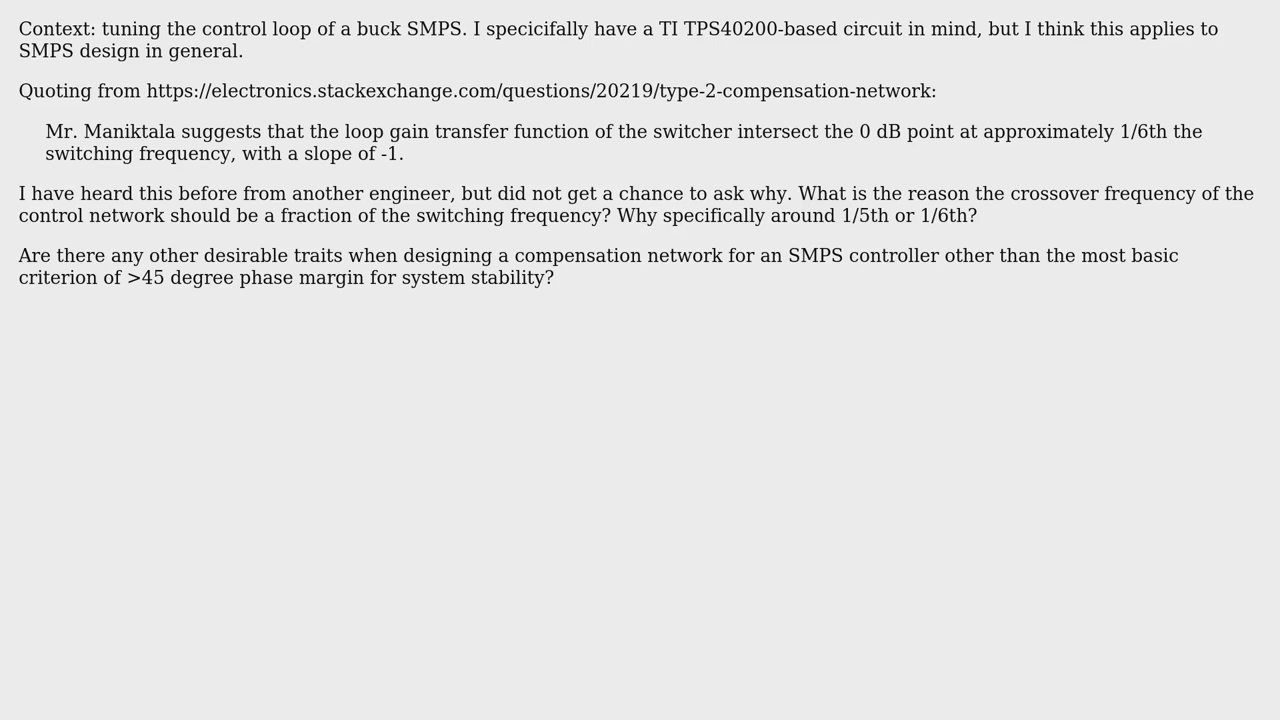 Context: tuning the control loop of a buck SMPS. I specicifally have a TI TPS40200-based circuit in mind, but I think this applies to
SMPS design in general.
Quoting from https://electronics.stackexchange.com/questions/20219/type-2-compensation-network:
Mr. Maniktala suggests that the loop gain transfer function of the switcher intersect the 0 dB point at approximately 1/6th the
switching frequency, with a slope of -1.
I have heard this before from another engineer, but did not get a chance to ask why. What is the reason the crossover frequency of the
control network should be a fraction of the switching frequency? Why specifically around 1/5th or 1/6th?
Are there any other desirable traits when designing a compensation network for an SMPS controller other than the most basic
criterion of >45 degree phase margin for system stability?